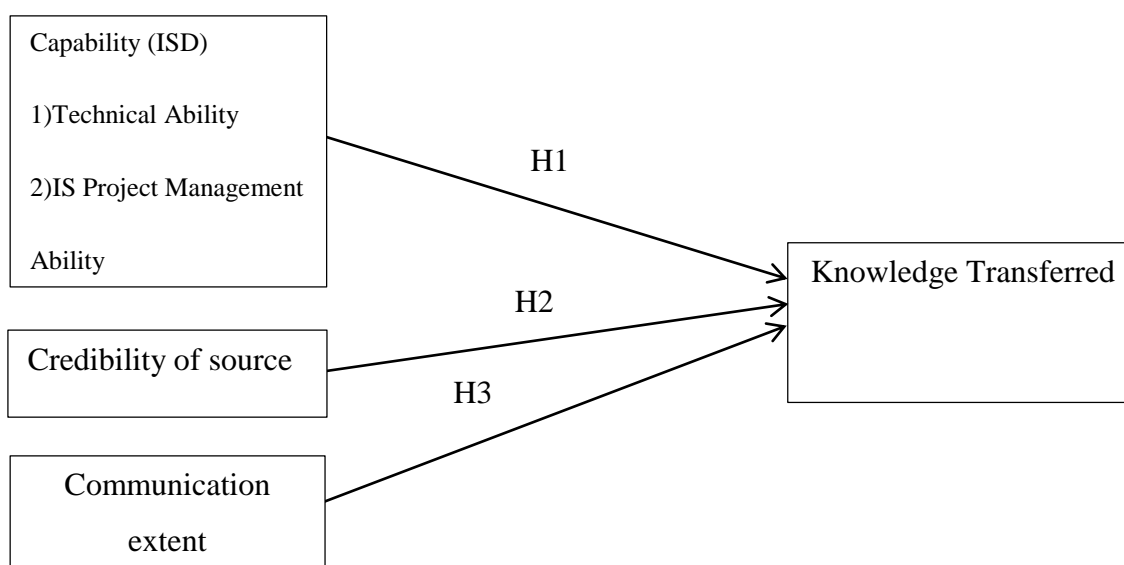 Capability (ISD)
1)Technical Ability
2)IS Project Management
Ability
H1
Knowledge Transferred
H2
Credibility of source
H3
Communication
extent